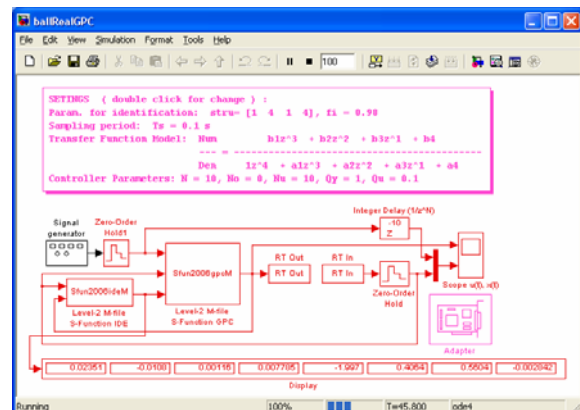 ballRealGPC
File Edit View Simulation Format Tools Help
100
SETINGS ( double click for change ) :
Param. for identification: stru= [1 4 1 4], fi = 0.98
Sampling period: Ts = 0.1 s
Transfer Function Model: Num b1z^3 + b2z^2 + b3z^1 + b4
--- = ---------------------------------------
Den 1z^4 + a1z^3 + a2z^2 + a3z^1 + a4
Controller Parameters: N = 10, No = 0, Nu = 10, Qy = 1, Qu = 0.1
Integer Delay (1/z^N)
-10
Z
Signal
generator
Zero-Order
Hold1
Sfun2006gpcM
Level-2 M-file
S-Function GPC
Sfun2006ideM
Level-2 M-file
S-Function IDE
RT Out
RT Out
RT In
RT In
Zero-Order
Hold
Scope u(t), x(t)
Adapter
0.02351 -0.0108 0.00116 0.007785 -1.997 0.4064 0.5604 -0.002842
Display
Running 100% T=45.800 ode4